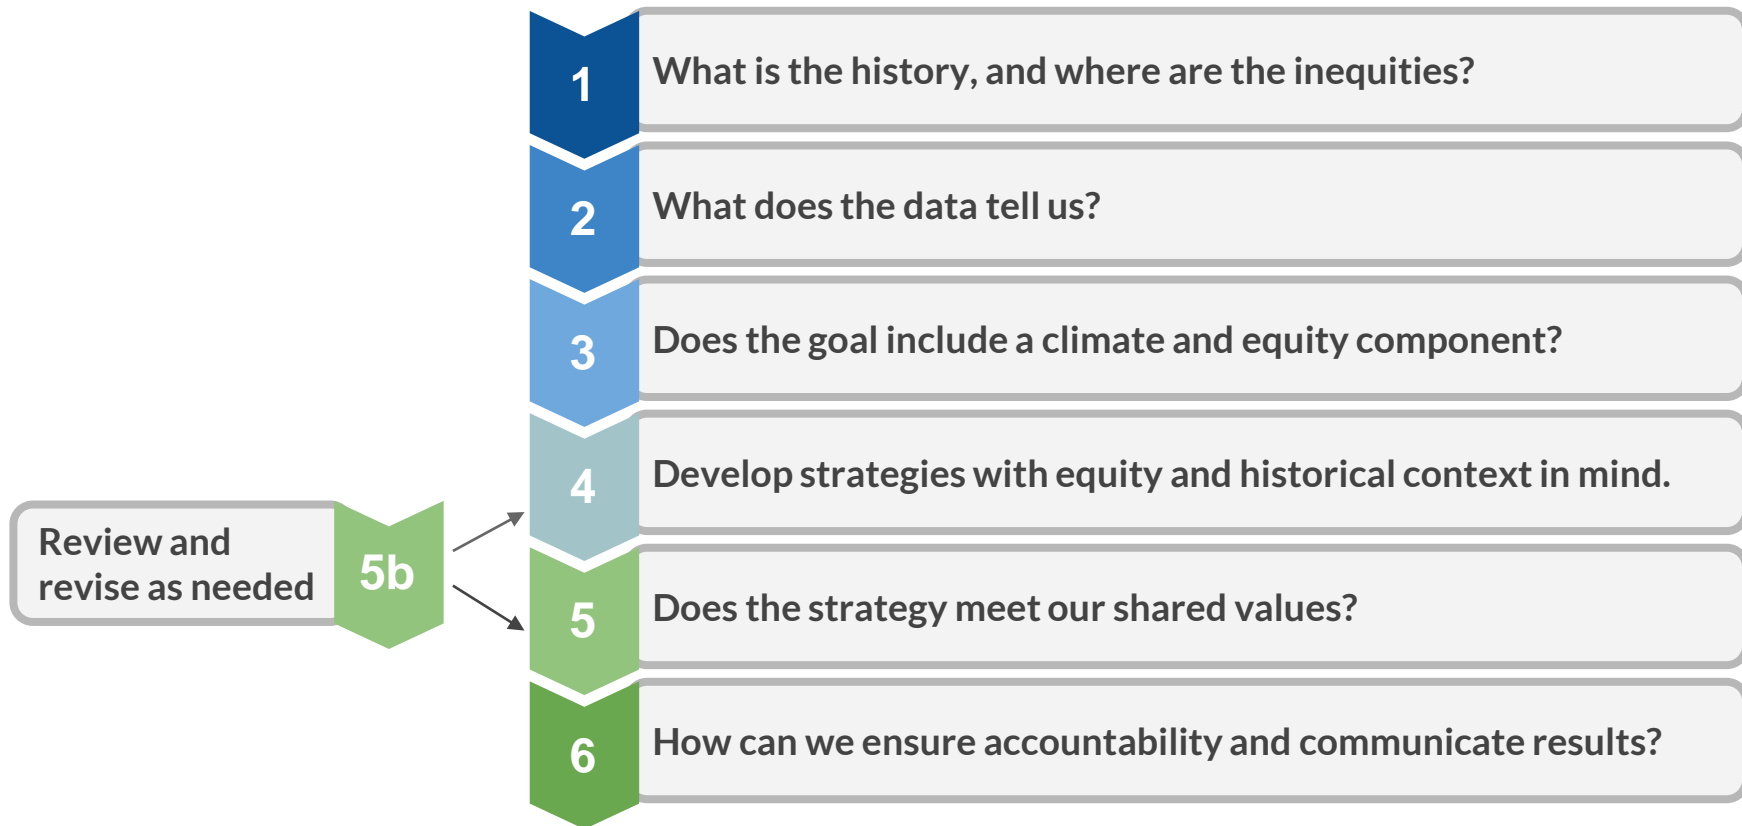 1
What is the history, and where are the inequities?
2
What does the data tell us?
3
Does the goal include a climate and equity component?
4
Develop strategies with equity and historical context in mind.
Review and
revise as needed
5b
5
Does the strategy meet our shared values?
6
How can we ensure accountability and communicate results?